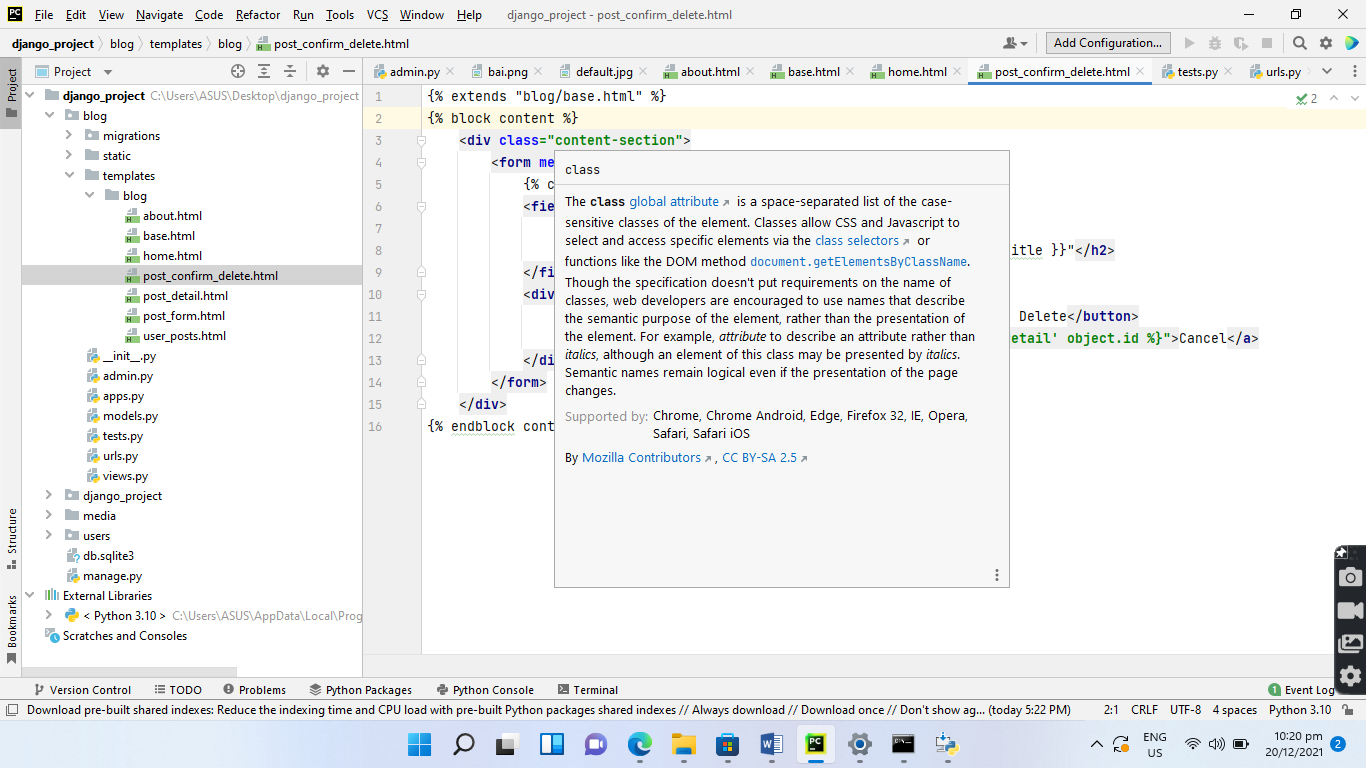 File Edit View Navigate Code Refactor Run Tools VCS Window Help django_project - post_confirm_delete.html
django_project blog templates blog post_confirm_delete.html Add Configuration...
Project
Project
admin.py bai.png default.jpg about.html base.html home.html post_confirm_delete.html tests.py urls.py
django_project C:\Users\ASUS\Desktop\django_project
blog
migrations
static
templates
blog
about.html
base.html
home.html
post_confirm_delete.html
post_detail.html
post_form.html
user_posts.html
__init__.py
admin.py
apps.py
models.py
tests.py
urls.py
views.py
django_project
media
users
db.sqlite3
manage.py
External Libraries
< Python 3.10 > C:\Users\ASUS\AppData\Local\Prog
Scratches and Consoles
Structure
Bookmarks
1 {% extends "blog/base.html" %}
2
2 {% block content %}
3 <div class="content-section">
4 <form me
5 {% c
6 <fie
7
8 itle }}"</h2>
9 </fi
10 <div
11 Delete</button>
12 etail' object.id %}">Cancel</a>
13 </di
14 </form>
15 </div>
16 {% endblock cont
class
The class global attribute is a space-separated list of the case-
sensitive classes of the element. Classes allow CSS and Javascript to
select and access specific elements via the class selectors or
functions like the DOM method document.getElementsByClassName.
Though the specification doesn't put requirements on the name of
classes, web developers are encouraged to use names that describe
the semantic purpose of the element, rather than the presentation of
the element. For example, attribute to describe an attribute rather than
italics, although an element of this class may be presented by italics.
Semantic names remain logical even if the presentation of the page
changes.
Supported by: Chrome, Chrome Android, Edge, Firefox 32, IE, Opera,
Safari, Safari iOS
By Mozilla Contributors , CC BY-SA 2.5
Version Control TODO Problems Python Packages Python Console Terminal 1 Event Log
Download pre-built shared indexes: Reduce the indexing time and CPU load with pre-built Python packages shared indexes // Always download // Download once // Don't show ag... (today 5:22 PM) 2:1 CRLF UTF-8 4 spaces Python 3.10
ENG
US
10:20 pm
20/12/2021
2